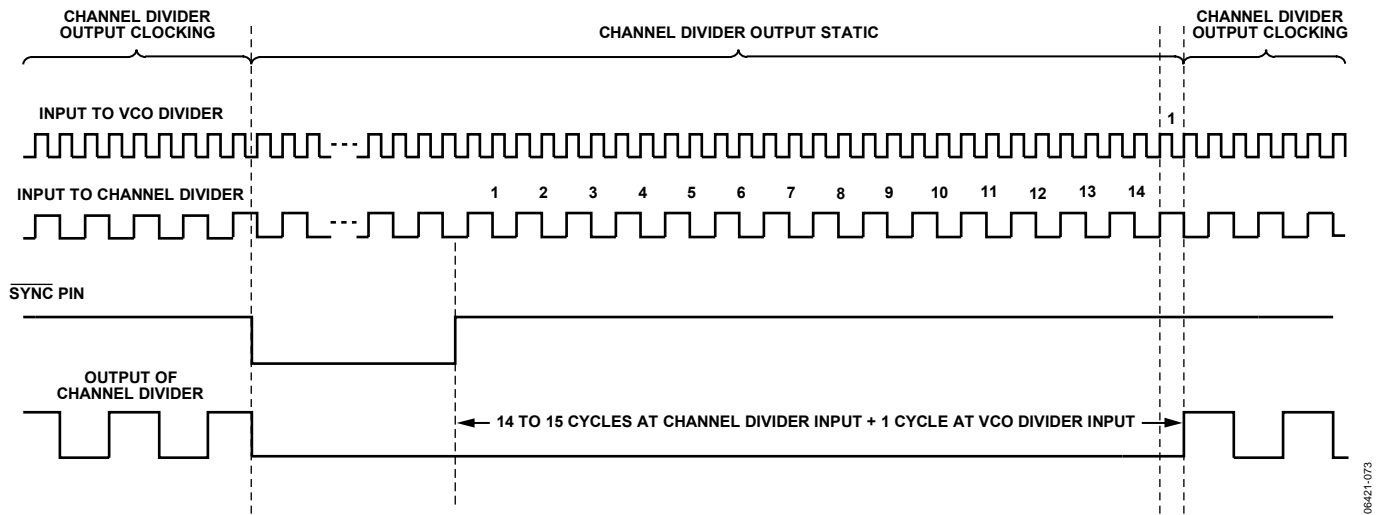 CHANNEL DIVIDER
OUTPUT CLOCKING
CHANNEL DIVIDER OUTPUT STATIC
CHANNEL DIVIDER
OUTPUT CLOCKING
INPUT TO VCO DIVIDER
1
INPUT TO CHANNEL DIVIDER
1 2 3 4 5 6 7 8 9 10 11 12 13 14
SYNC PIN
OUTPUT OF
CHANNEL DIVIDER
14 TO 15 CYCLES AT CHANNEL DIVIDER INPUT + 1 CYCLE AT VCO DIVIDER INPUT
06421-073